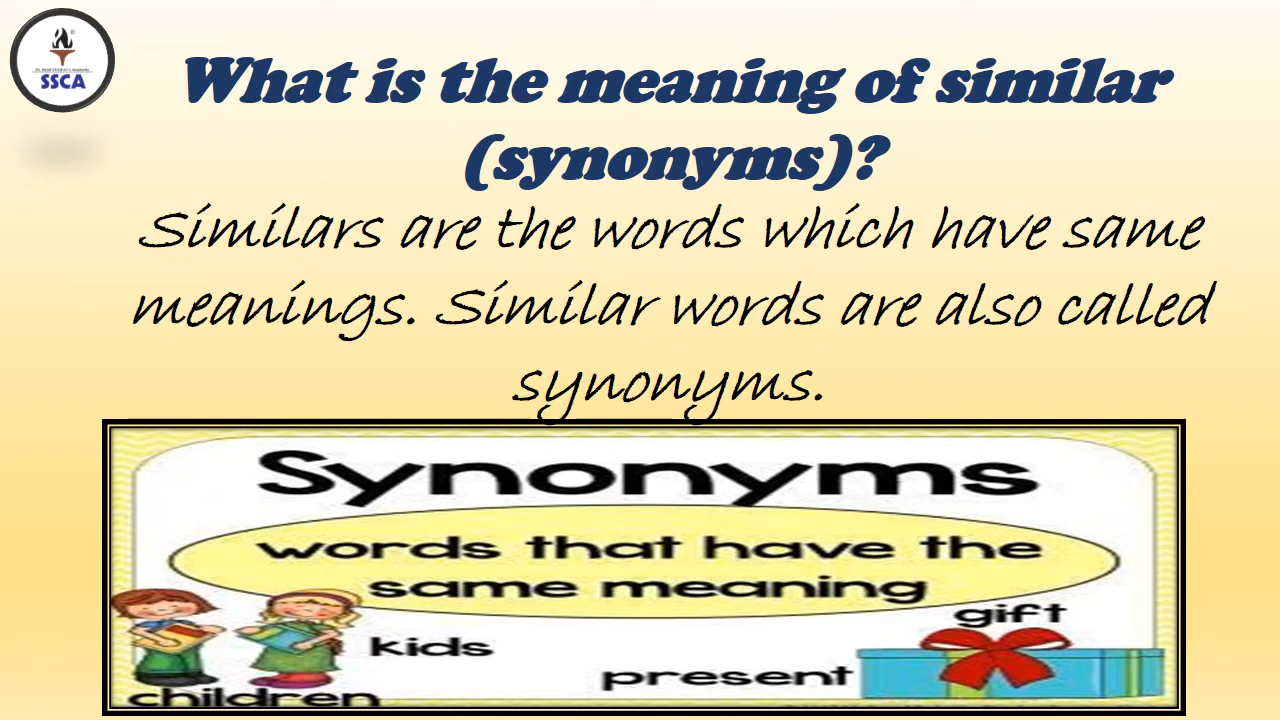 SSCA
What is the meaning of similar
(synonyms)?
Similars are the words which have same
meanings. Similar words are also called
synonyms.
Synonyms
words that have the
same meaning
gift
kids
present
children